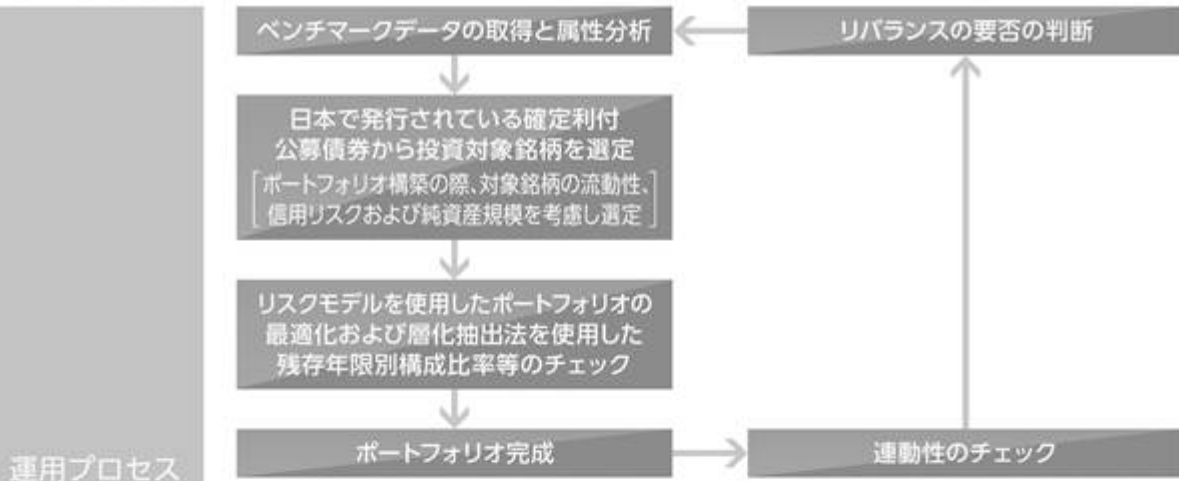 ベンチマークデータの取得と属性分析
リバランスの要否の判断
日本で発行されている確定利付
公募債券から投資対象銘柄を選定
ポートフォリオ構築の際、対象銘柄の流動性、
信用リスクおよび純資産規模を考慮し選定
リスクモデルを使用したポートフォリオの
最適化および層化抽出法を使用した
残存年限別構成比率等のチェック
ポートフォリオ完成
連動性のチェック
運用プロセス